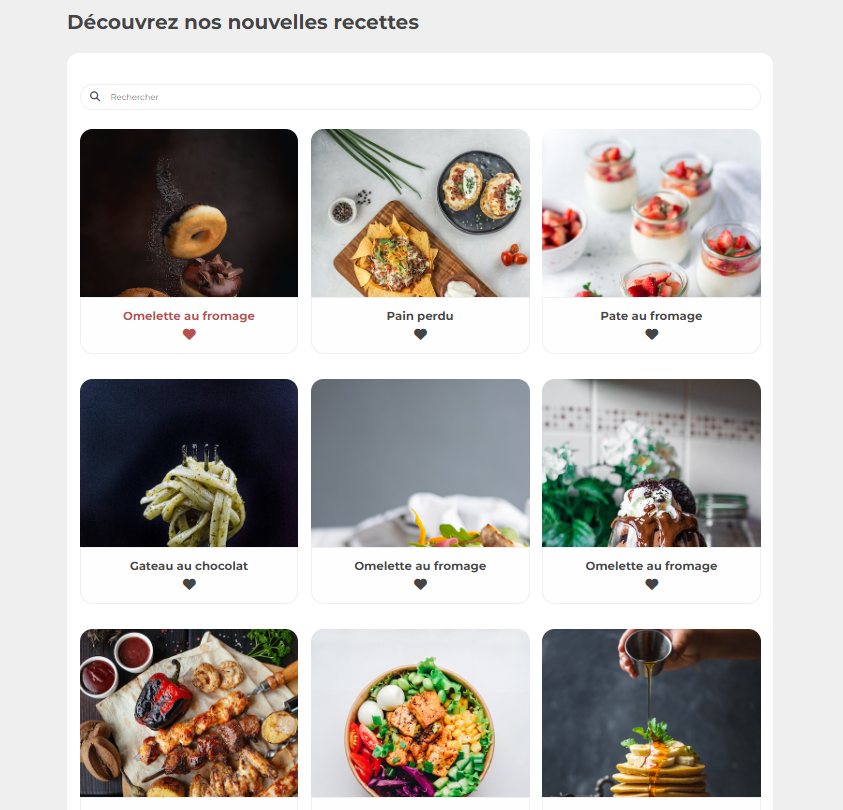 Découvrez nos nouvelles recettes
Rechercher
Omelette au fromage
Pain perdu
Pate au fromage
Gateau au chocolat
Omelette au fromage
Omelette au fromage